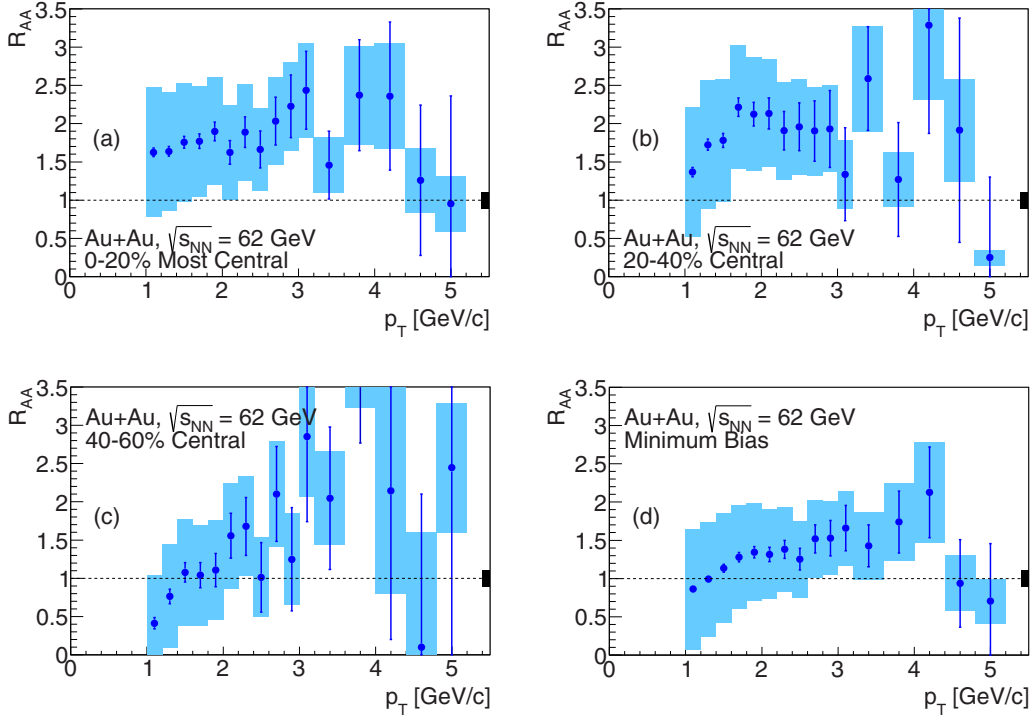 R_AA
3.5
3
2.5
2
1.5
1
0.5
0
(a)
Au+Au, √s_NN = 62 GeV
0-20% Most Central
0 1 2 3 4 5
p_T [GeV/c]
R_AA
3.5
3
2.5
2
1.5
1
0.5
0
(b)
Au+Au, √s_NN = 62 GeV
20-40% Central
0 1 2 3 4 5
p_T [GeV/c]
R_AA
3.5
3
2.5
2
1.5
1
0.5
0
Au+Au, √s_NN = 62 GeV
40-60% Central
(c)
0 1 2 3 4 5
p_T [GeV/c]
R_AA
3.5
3
2.5
2
1.5
1
0.5
0
Au+Au, √s_NN = 62 GeV
Minimum Bias
(d)
0 1 2 3 4 5
p_T [GeV/c]